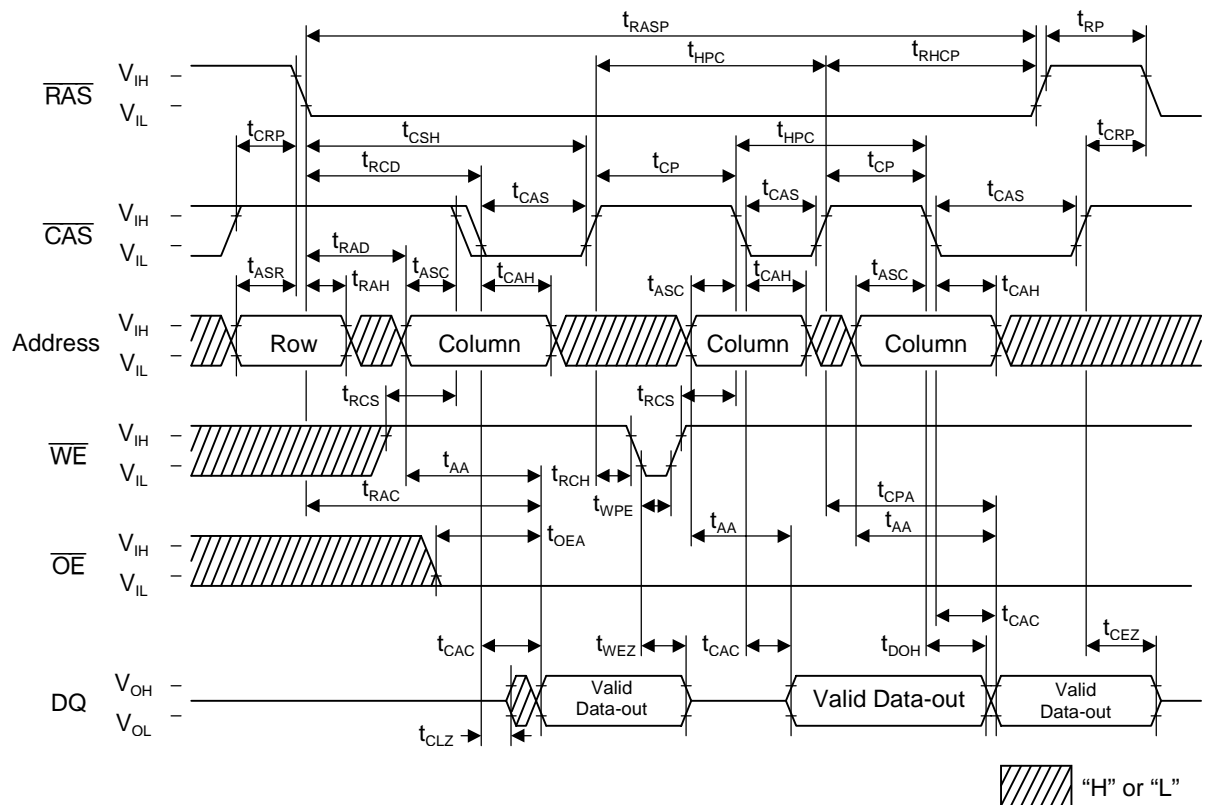 tRASP
tRP
tHPC
tRHCP
RAS
VIH
VIL
tCRP
tCSH
tHPC
tCRP
tRCD
tCP
tCP
tCAS
tCAS
tCAS
CAS
VIH
VIL
tRAD
tASR
tRAH
tASC
tCAH
tASC
tCAH
tASC
tCAH
Address
VIH
VIL
Row
Column
Column
Column
tRCS
tRCS
WE
VIH
VIL
tAA
tRCH
tRAC
tWPE
tCPA
tAA
tAA
tOEA
OE
VIH
VIL
tCAC
tCAC
tWEZ
tCAC
tDOH
tCEZ
DQ
VOH
VOL
Valid
Data-out
Valid Data-out
Valid
Data-out
tCLZ
“H” or “L”